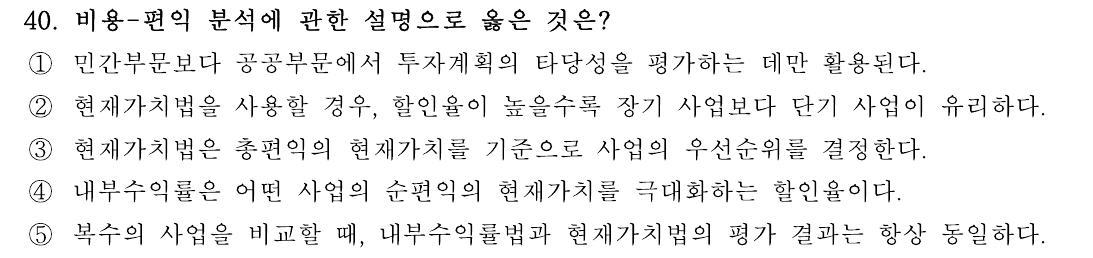 40. 비용-편익 분석에 관한 설명으로 옳은 것은?
① 민간부문보다 공공부문에서 투자계획의 타당성을 평가하는 데만 활용된다.
② 현재가치법을 사용할 경우, 할인율이 높을수록 장기 사업보다 단기 사업이 유리하다.
③ 현재가치법은 총편익의 현재가치를 기준으로 사업의 우선순위를 결정한다.
④ 내부수익률은 어떤 사업의 순편익의 현재가치를 극대화하는 할인율이다.
⑤ 복수의 사업을 비교할 때, 내부수익률법과 현재가치법의 평가 결과는 항상 동일하다.